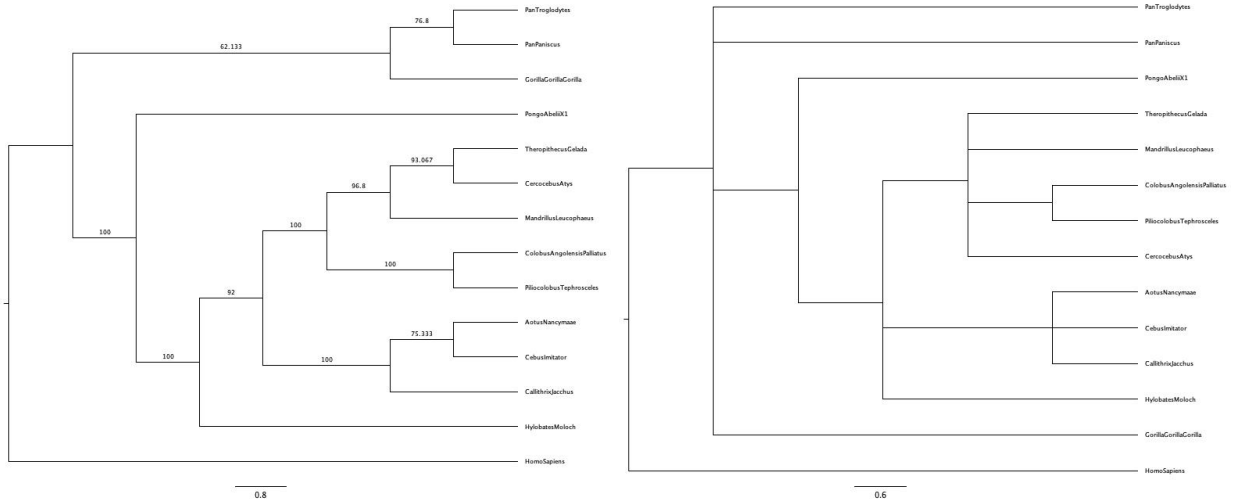 PanTroglodytes
76.8
PanPaniscus
62.133
GorillaGorillaGorilla
PongoAbeliiX1
100
TheropithecusGelada
93.067
CercocebusAtys
96.8
MandrillusLeucophaeus
100
ColobusAngolensisPalliatus
100
PiliocolobusTephrosceles
92
AotusNancymaae
75.333
CebusImitator
100
100
CallithrixJacchus
HylobatesMoloch
HomoSapiens
0.8
PanTroglodytes
PanPaniscus
PongoAbeliiX1
TheropithecusGelada
MandrillusLeucophaeus
ColobusAngolensisPalliatus
PiliocolobusTephrosceles
CercocebusAtys
AotusNancymaae
CebusImitator
CallithrixJacchus
HylobatesMoloch
GorillaGorillaGorilla
HomoSapiens
0.6